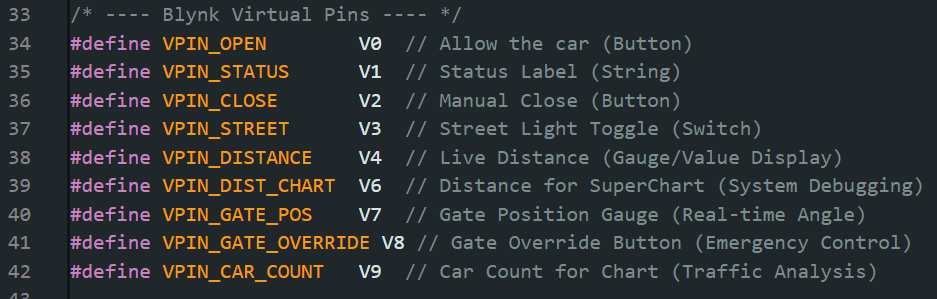 33 /* ---- Blynk Virtual Pins ---- */
34 #define VPIN_OPEN        V0  // Allow the car (Button)
35 #define VPIN_STATUS      V1  // Status Label (String)
36 #define VPIN_CLOSE       V2  // Manual Close (Button)
37 #define VPIN_STREET      V3  // Street Light Toggle (Switch)
38 #define VPIN_DISTANCE    V4  // Live Distance (Gauge/Value Display)
39 #define VPIN_DIST_CHART  V6  // Distance for SuperChart (System Debugging)
40 #define VPIN_GATE_POS    V7  // Gate Position Gauge (Real-time Angle)
41 #define VPIN_GATE_OVERRIDE V8 // Gate Override Button (Emergency Control)
42 #define VPIN_CAR_COUNT   V9  // Car Count for Chart (Traffic Analysis)